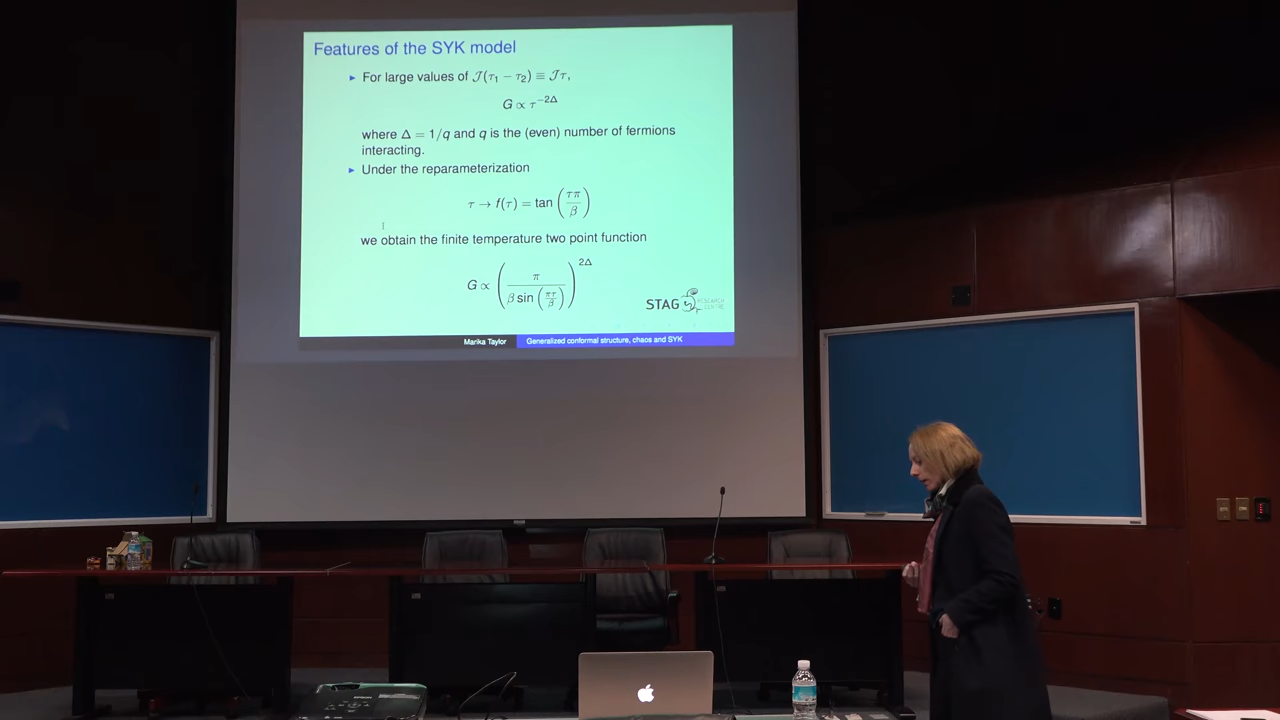 Features of the SYK model
► For large values of 𝒥(τ₁ − τ₂) ≡ 𝒥τ,
G ∝ τ^{−2Δ}
where Δ = 1/q and q is the (even) number of fermions
interacting.
► Under the reparameterization
τ → f(τ) = tan (τπ/β)
we obtain the finite temperature two point function
G ∝ (π / (β sin (πτ/β)))^{2Δ}
STAG RESEARCH
CENTRE
Marika Taylor Generalized conformal structure, chaos and SYK